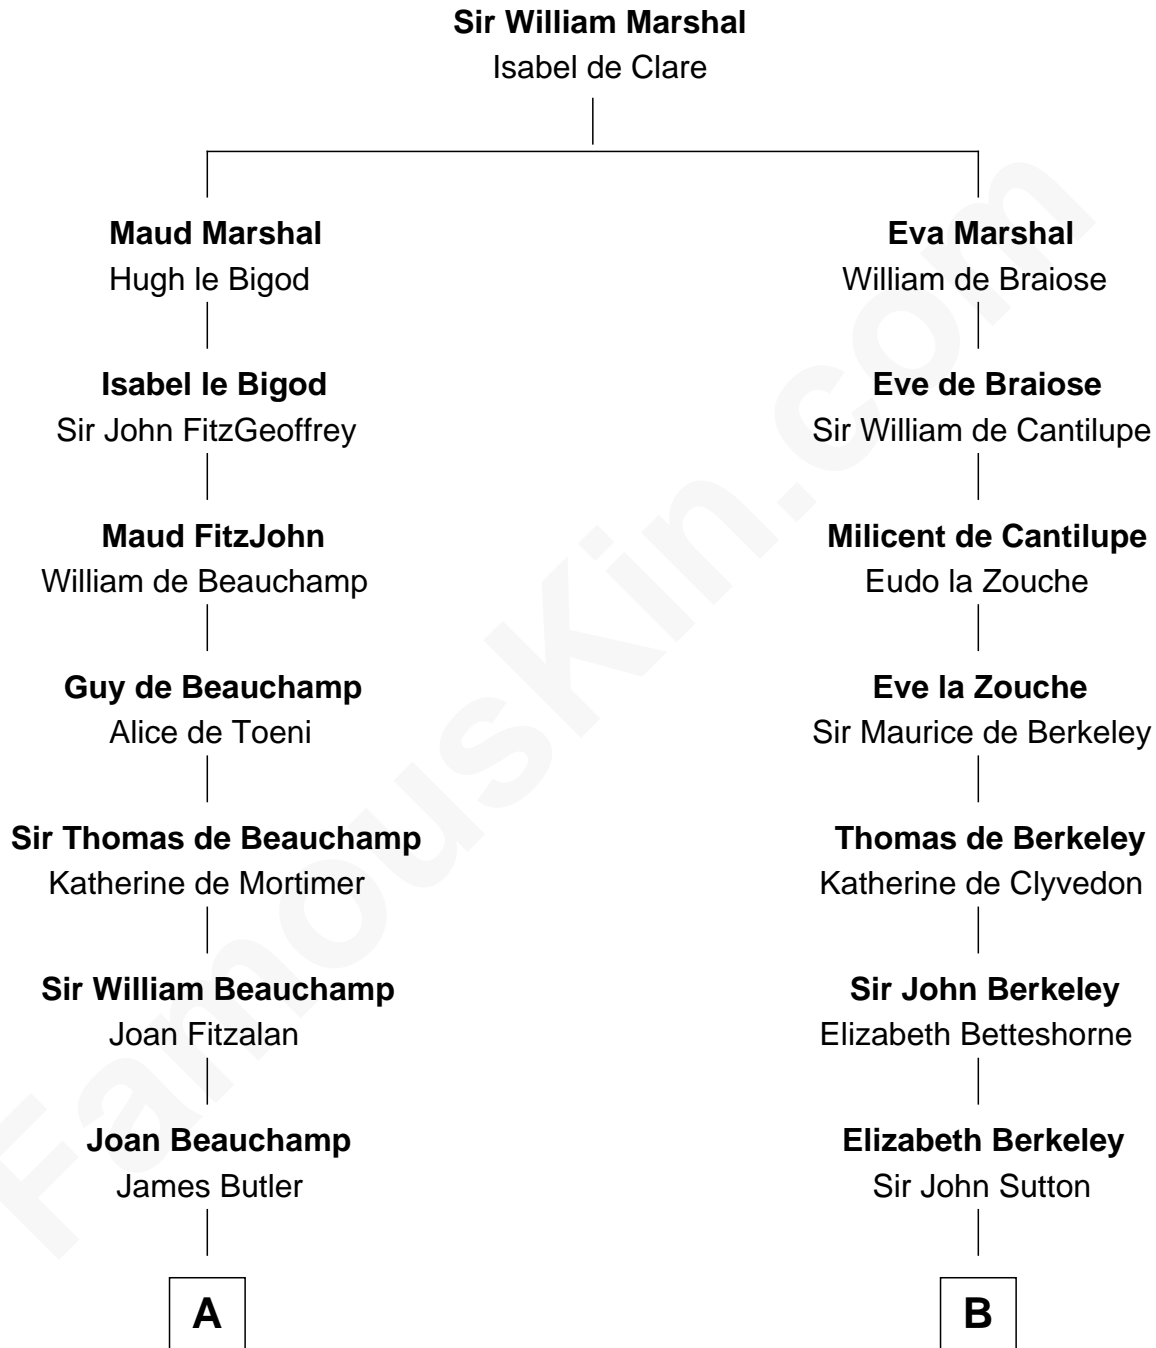 Sir William Marshal
Isabel de Clare
Maud Marshal
Hugh le Bigod
Eva Marshal
William de Braiose
Isabel le Bigod
Sir John FitzGeoffrey
Eve de Braiose
Sir William de Cantilupe
Maud FitzJohn
William de Beauchamp
Milicent de Cantilupe
Eudo la Zouche
Guy de Beauchamp
Alice de Toeni
Eve la Zouche
Sir Maurice de Berkeley
Sir Thomas de Beauchamp
Katherine de Mortimer
Thomas de Berkeley
Katherine de Clyvedon
Sir William Beauchamp
Joan Fitzalan
Sir John Berkeley
Elizabeth Betteshorne
Joan Beauchamp
James Butler
Elizabeth Berkeley
Sir John Sutton
A
B
FamousKin.com